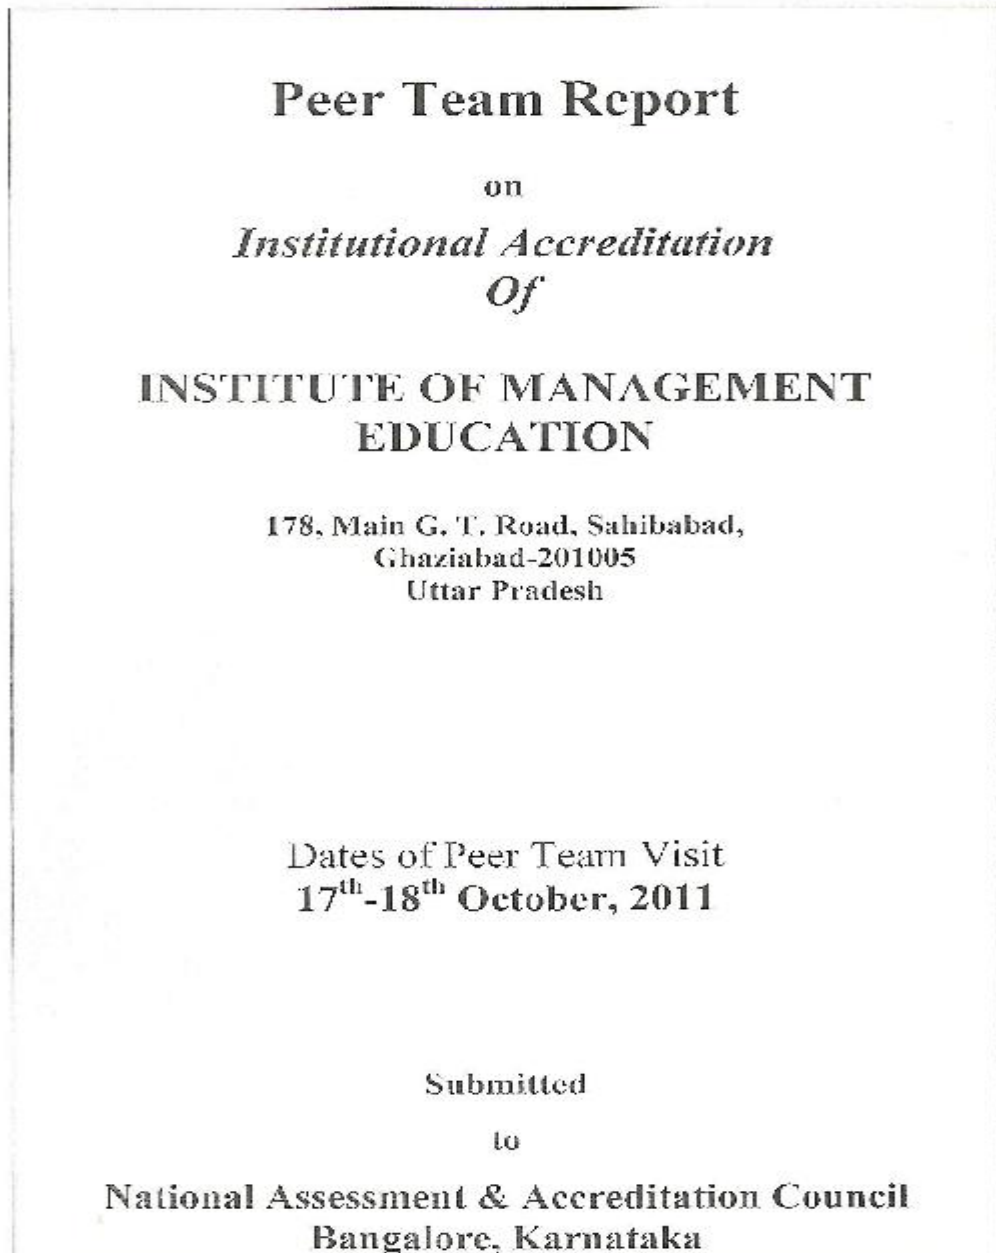 Peer Team Report
on
Institutional Accreditation
Of
INSTITUTE OF MANAGEMENT
EDUCATION
178, Main G. T. Road, Sahibabad,
Ghaziabad-201005
Uttar Pradesh
Dates of Peer Team Visit
17th-18th October, 2011
Submitted
to
National Assessment & Accreditation Council
Bangalore, Karnataka